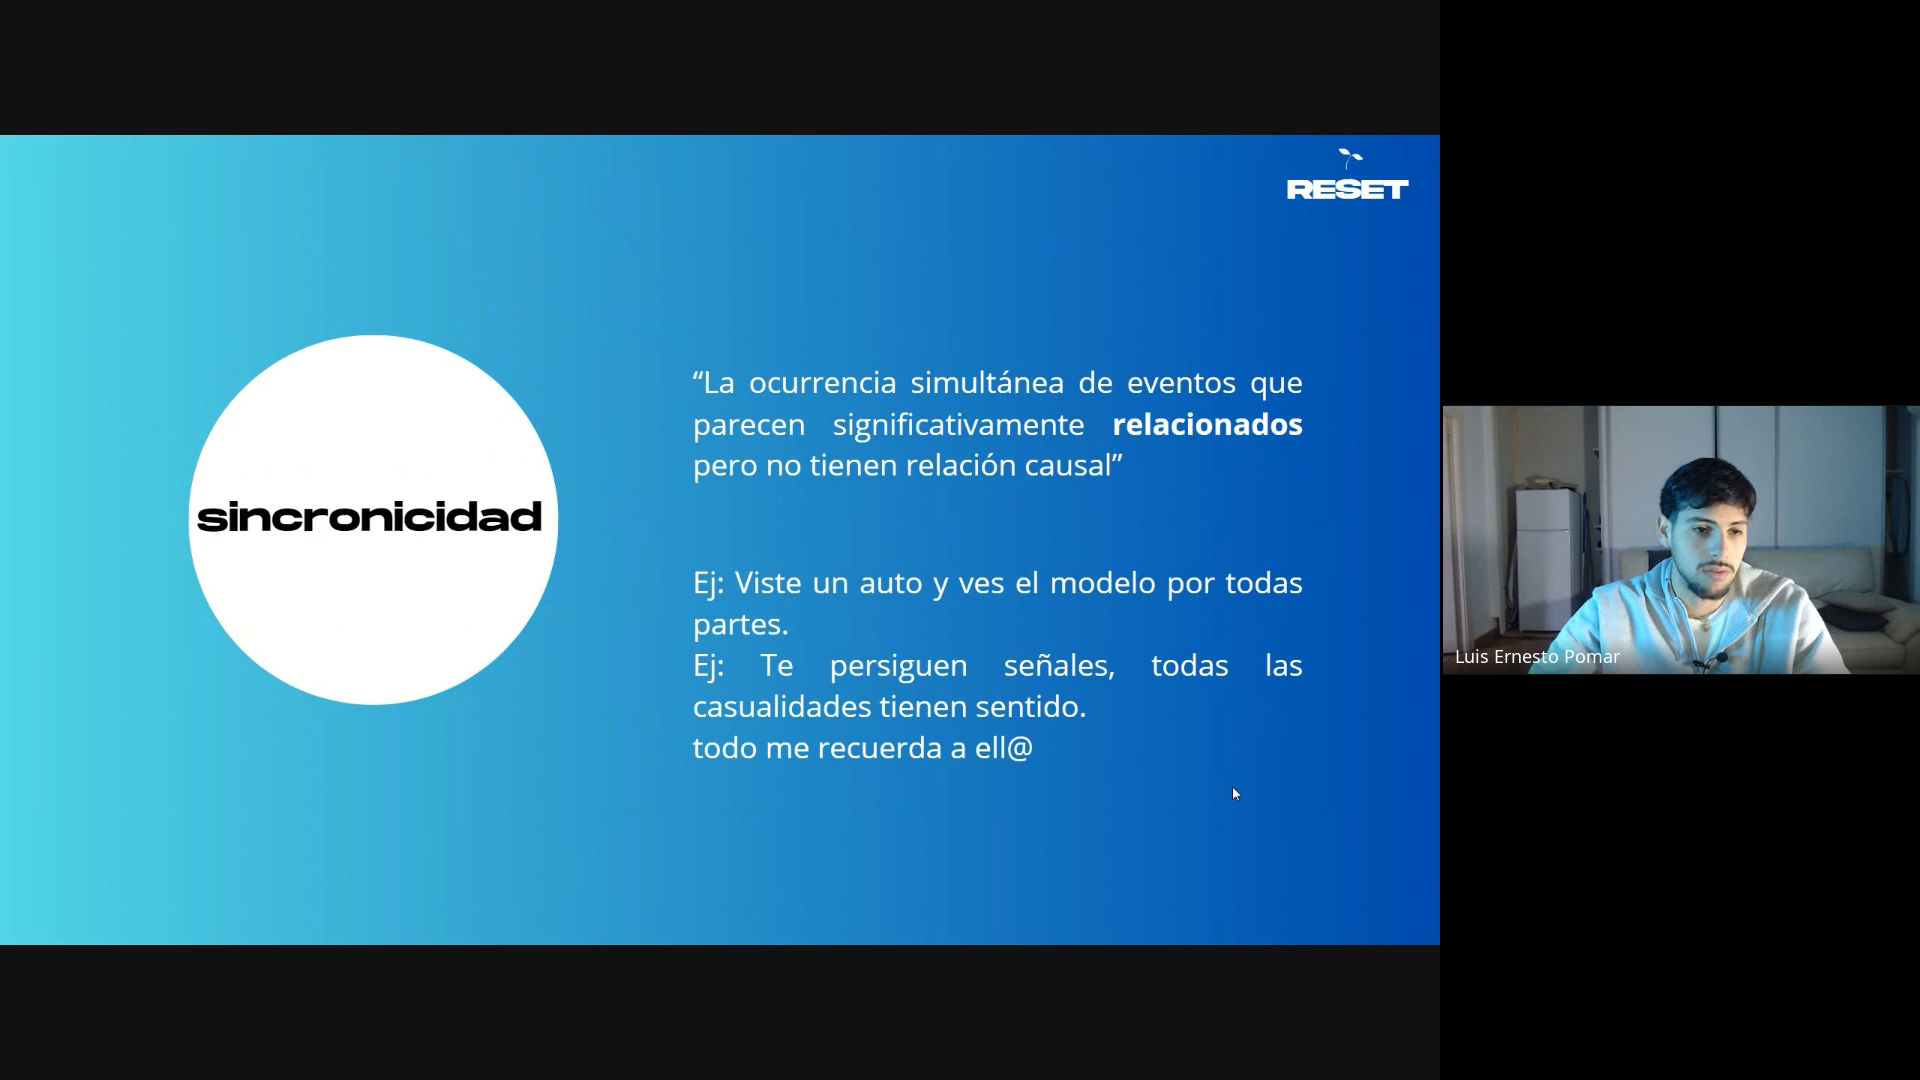 RESET
sincronicidad
“La ocurrencia simultánea de eventos que
parecen significativamente relacionados
pero no tienen relación causal”
Ej: Viste un auto y ves el modelo por todas
partes.
Ej: Te persiguen señales, todas las
casualidades tienen sentido.
todo me recuerda a ell@
Luis Ernesto Pomar